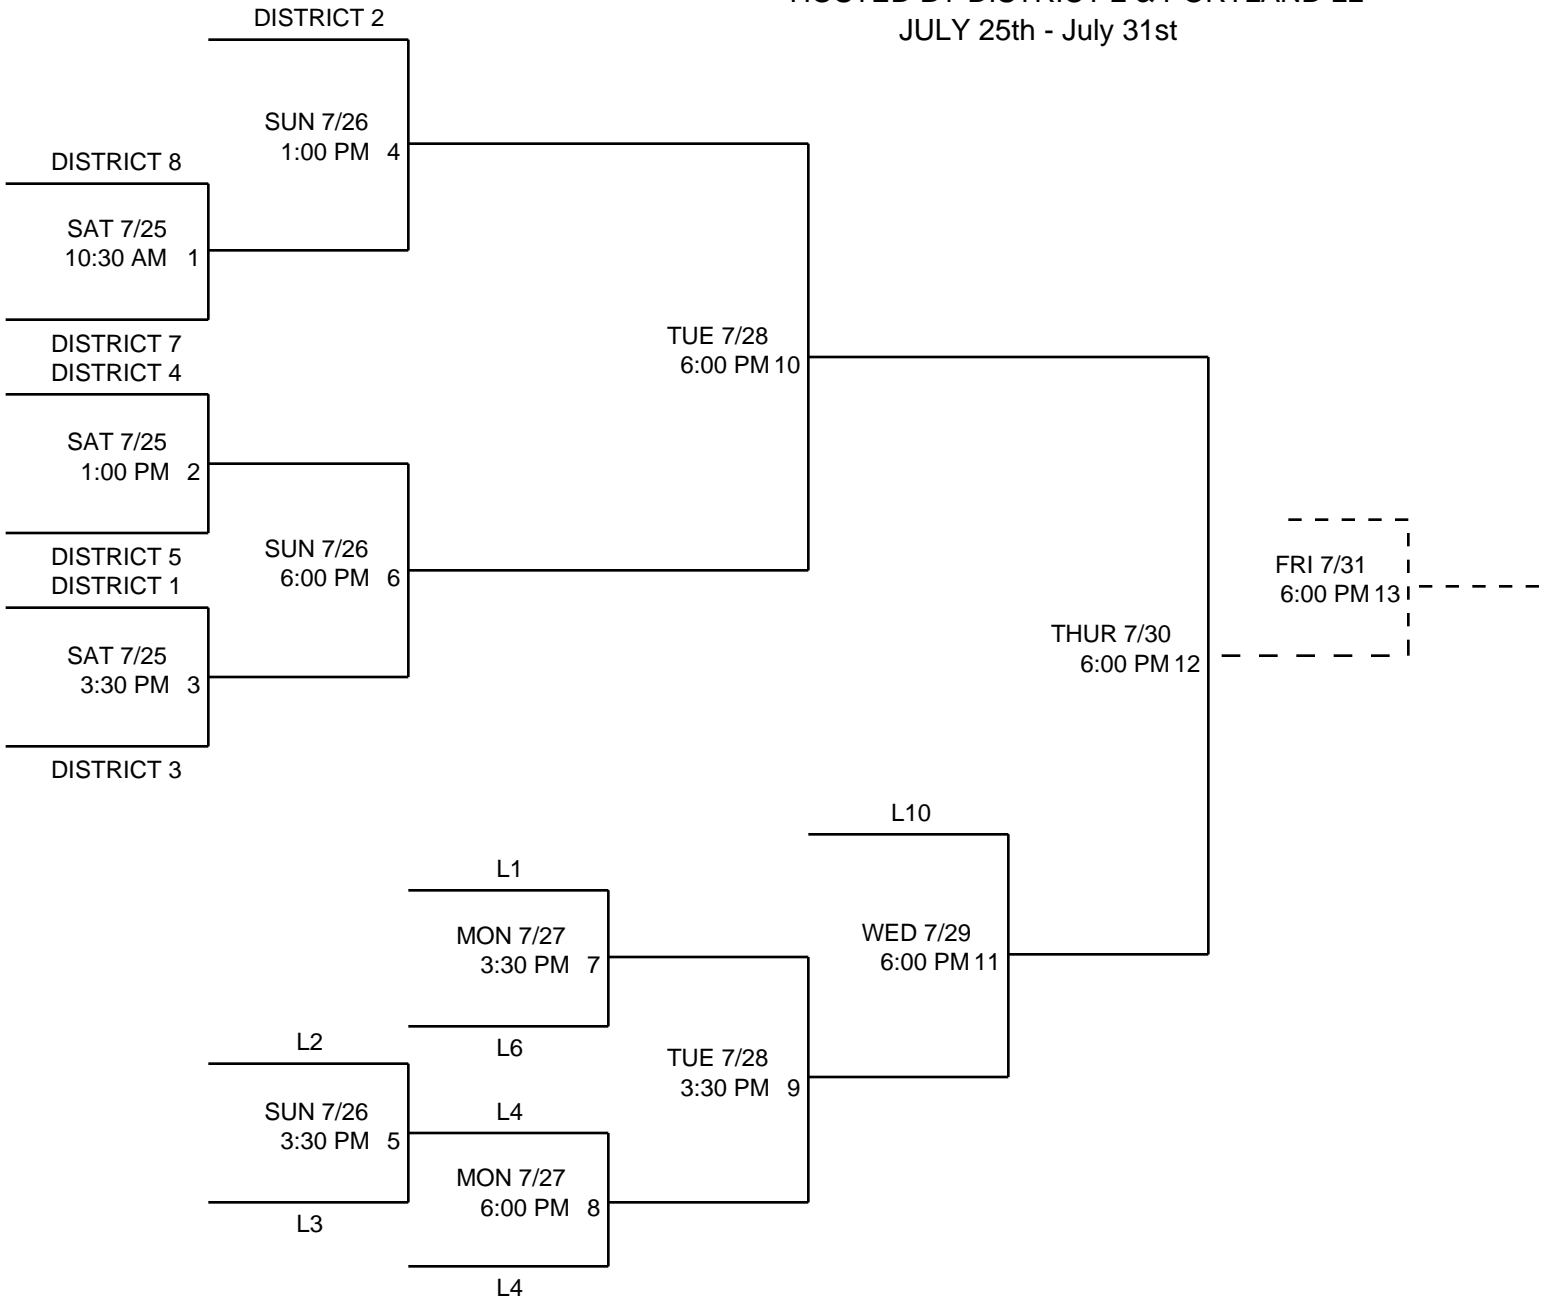 HOSTED BY DISTRICT 2 & PORTLAND LL
JULY 25th - July 31st
DISTRICT 2
SUN 7/26
1:00 PM 4
DISTRICT 8
SAT 7/25
10:30 AM 1
DISTRICT 7
DISTRICT 4
TUE 7/28
6:00 PM 10
SAT 7/25
1:00 PM 2
DISTRICT 5
DISTRICT 1
SUN 7/26
6:00 PM 6
FRI 7/31
6:00 PM 13
SAT 7/25
3:30 PM 3
THUR 7/30
6:00 PM 12
DISTRICT 3
L10
L1
MON 7/27
3:30 PM 7
WED 7/29
6:00 PM 11
L6
L2
TUE 7/28
3:30 PM 9
SUN 7/26
3:30 PM 5
L4
MON 7/27
6:00 PM 8
L3
L4